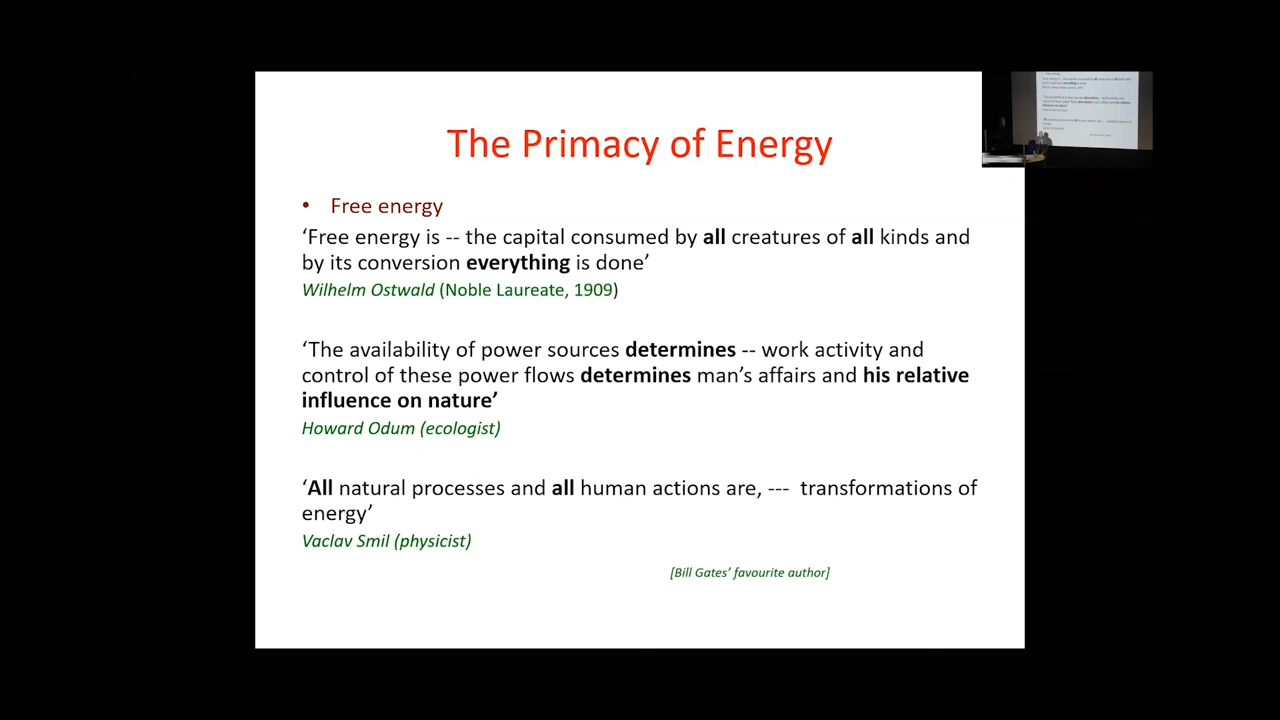 The Primacy of Energy
• Free energy
‘Free energy is -- the capital consumed by all creatures of all kinds and
by its conversion everything is done’
Wilhelm Ostwald (Noble Laureate, 1909)
‘The availability of power sources determines -- work activity and
control of these power flows determines man’s affairs and his relative
influence on nature’
Howard Odum (ecologist)
‘All natural processes and all human actions are, --- transformations of
energy’
Vaclav Smil (physicist)
[Bill Gates’ favourite author]